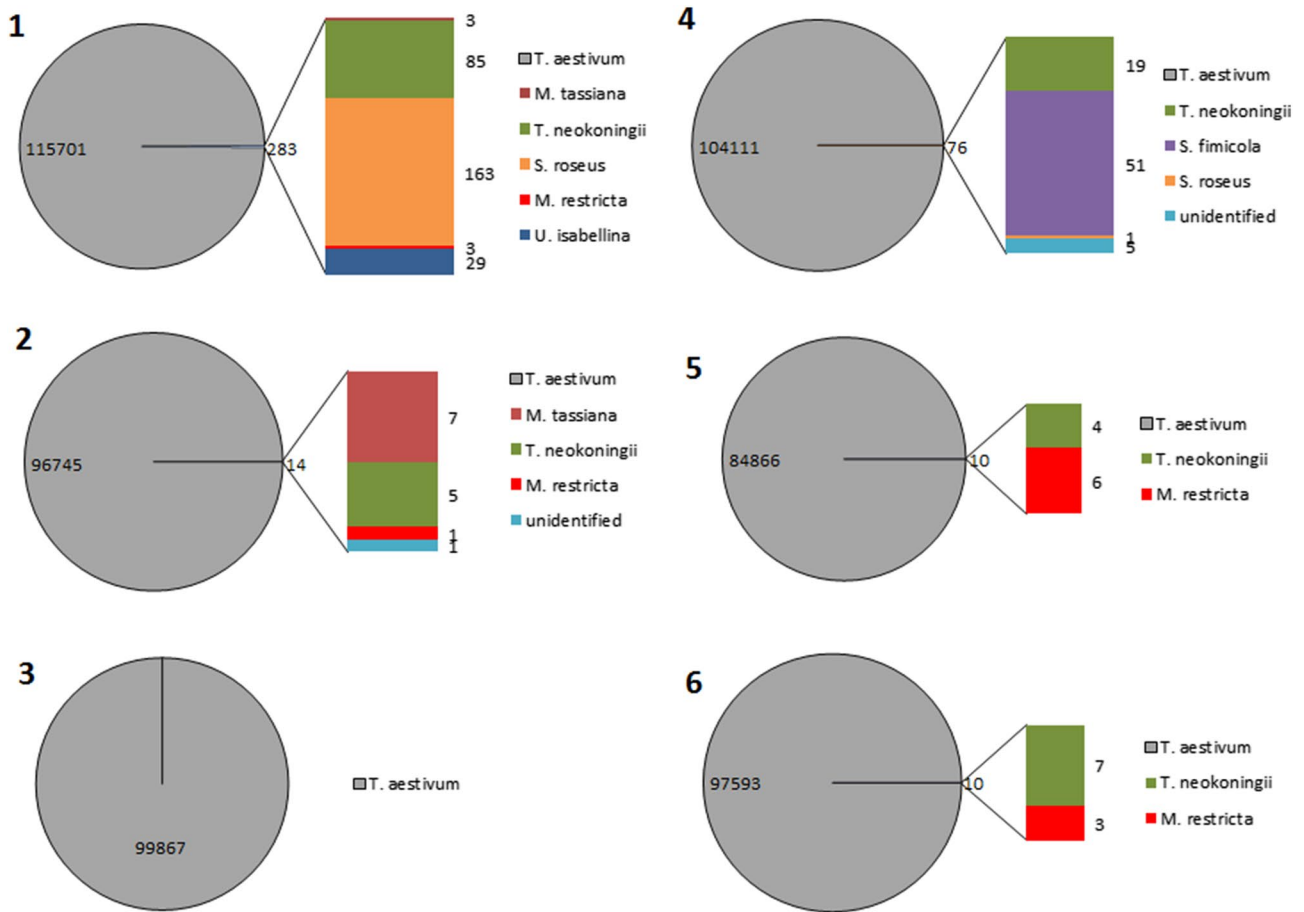 1
115701
283
3
85
163
3
29
T. aestivum
M. tassiana
T. neokoningii
S. roseus
M. restricta
U. isabellina
4
104111
76
19
51
1
5
T. aestivum
T. neokoningii
S. fimicola
S. roseus
unidentified
2
96745
14
7
5
1
1
T. aestivum
M. tassiana
T. neokoningii
M. restricta
unidentified
5
84866
10
4
6
T. aestivum
T. neokoningii
M. restricta
3
99867
T. aestivum
6
97593
10
7
3
T. aestivum
T. neokoningii
M. restricta